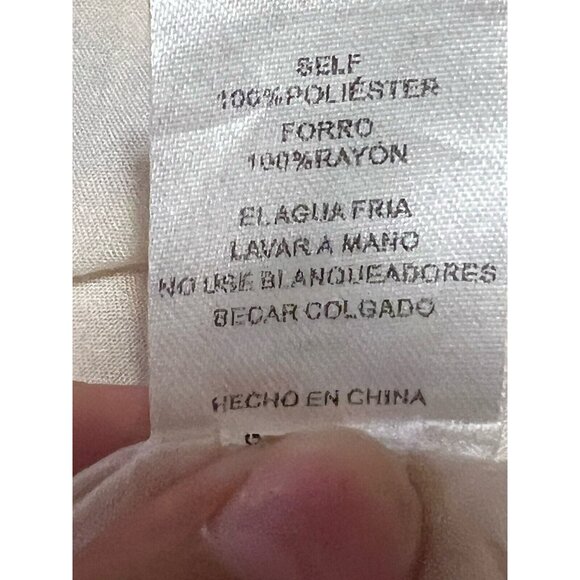 SELF
100%POLIÉSTER
FORRO
100%RAYÓN
EL AGUA FRIA
LAVAR A MANO
NO USE BLANQUEADORES
SECAR COLGADO
HECHO EN CHINA